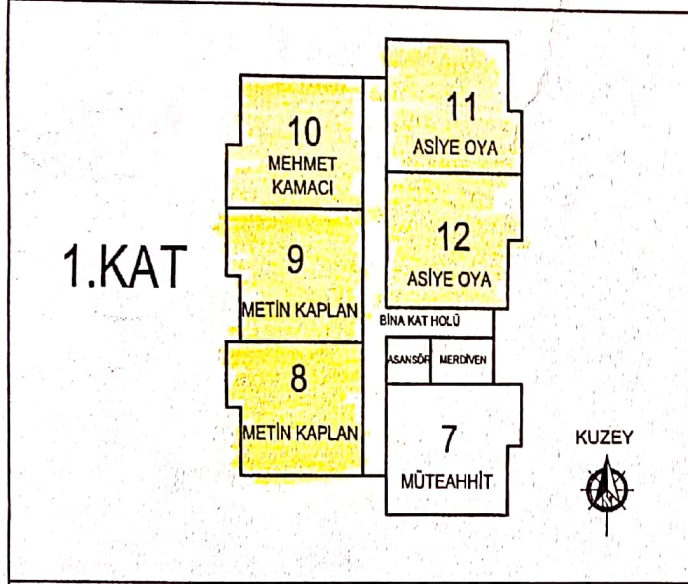 1.KAT
10
MEHMET
KAMACI
11
ASİYE OYA
9
METİN KAPLAN
12
ASİYE OYA
BİNA KAT HOLÜ
ASANSÖR
MERDİVEN
8
METİN KAPLAN
7
MÜTEAHHİT
KUZEY